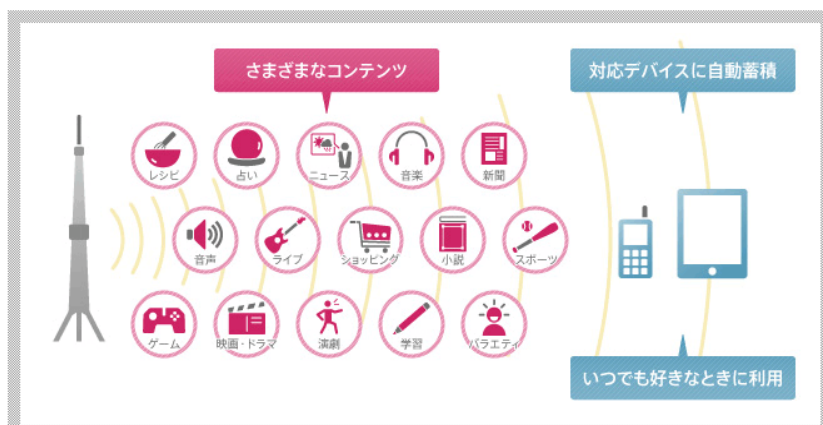 さまざまなコンテンツ
対応デバイスに自動蓄積
レシピ
占い
ニュース
音楽
新聞
音声
ライブ
ショッピング
小説
スポーツ
ゲーム
映画・ドラマ
演劇
学習
バラエティ
いつでも好きなときに利用